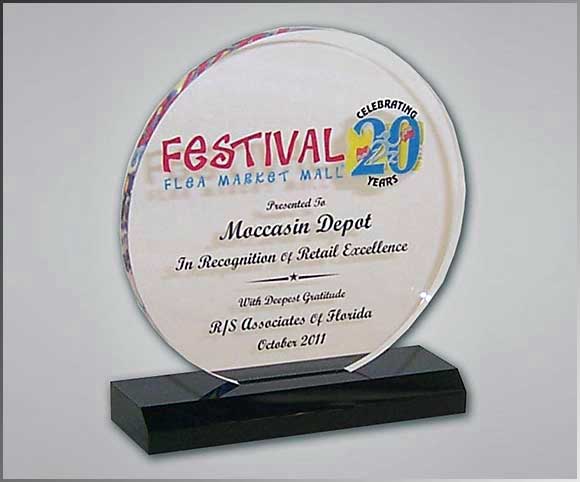 CELEBRATING
FESTIVAL 20
FLEA MARKET MALL
YEARS
Presented To
Moccasin Depot
In Recognition of Retail Excellence
With Deepest Gratitude
R/S Associates Of Florida
October 2011